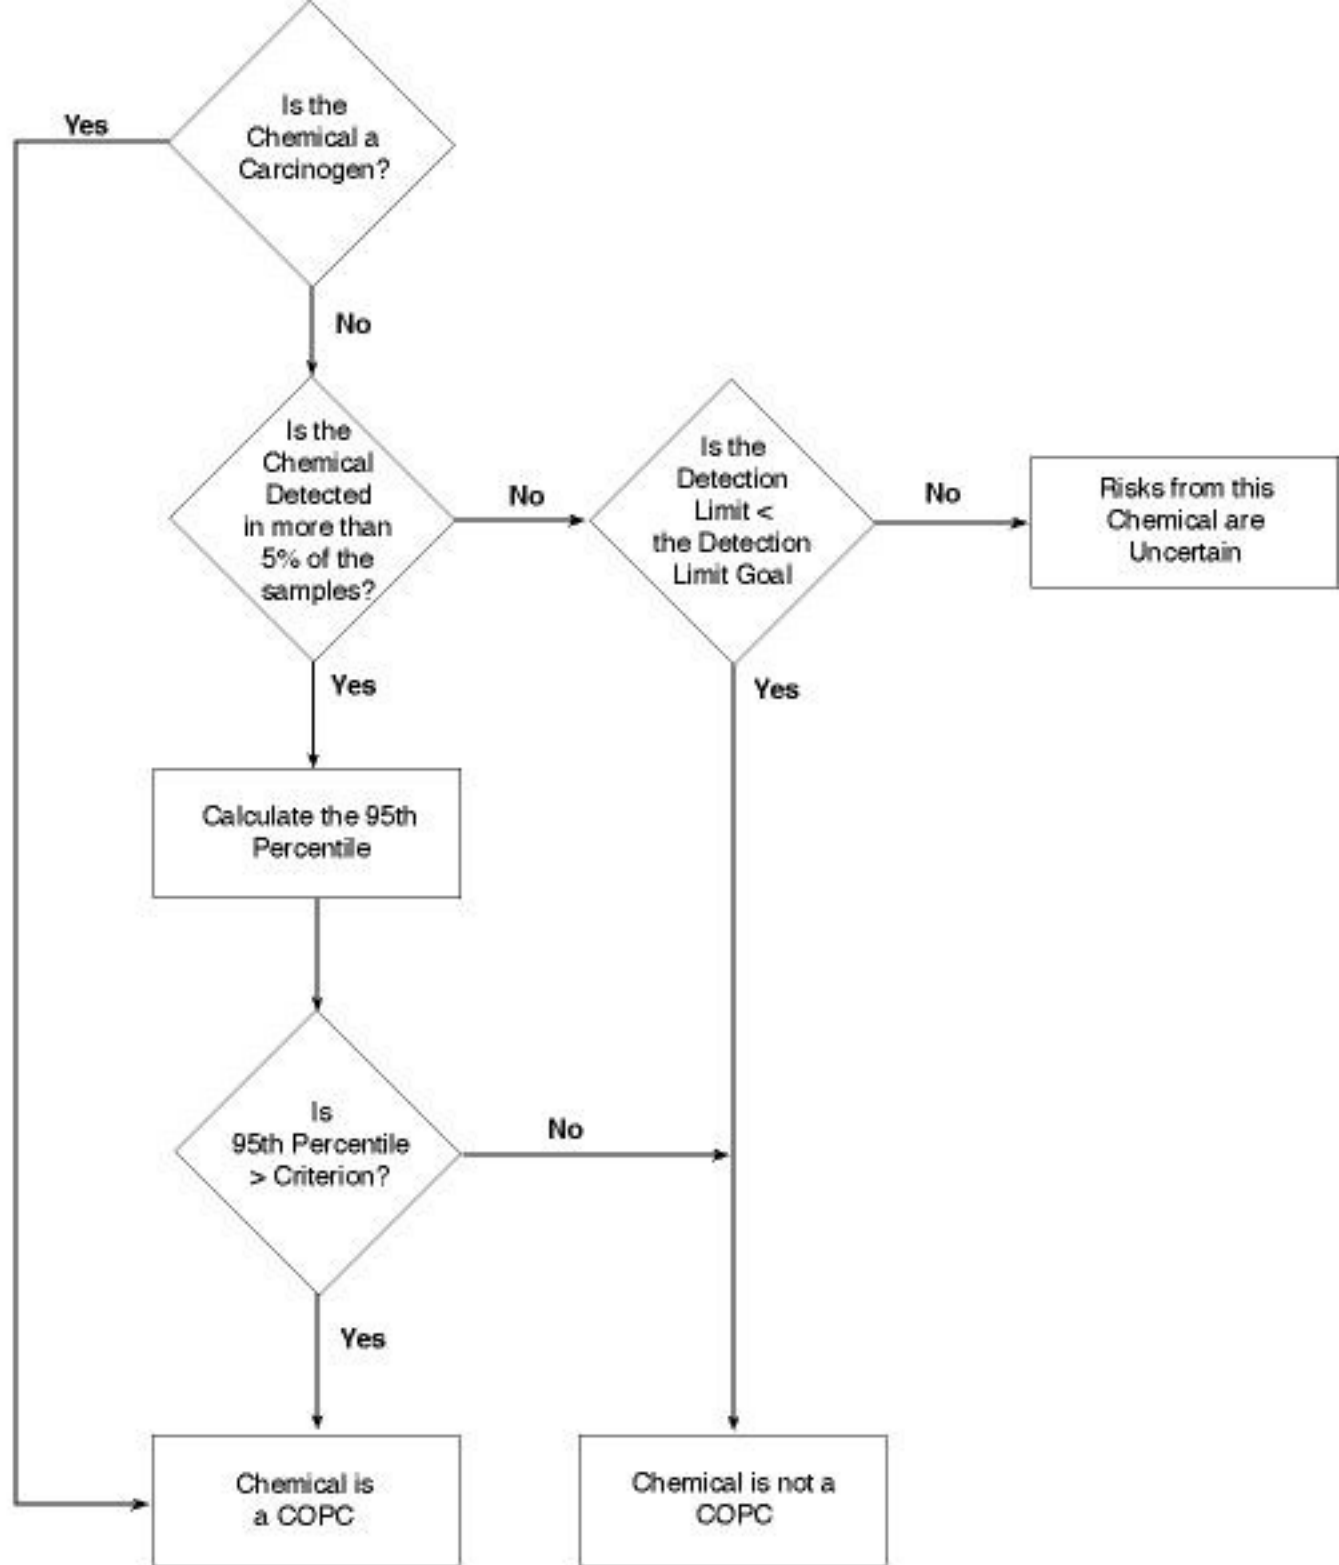 Is the
Chemical a
Carcinogen?
Yes
No
Is the
Chemical
Detected
in more than
5% of the
samples?
No
Is the
Detection
Limit <
the Detection
Limit Goal
No
Risks from this
Chemical are
Uncertain
Yes
Yes
Calculate the 95th
Percentile
Is
95th Percentile
> Criterion?
No
Yes
Chemical is
a COPC
Chemical is not a
COPC